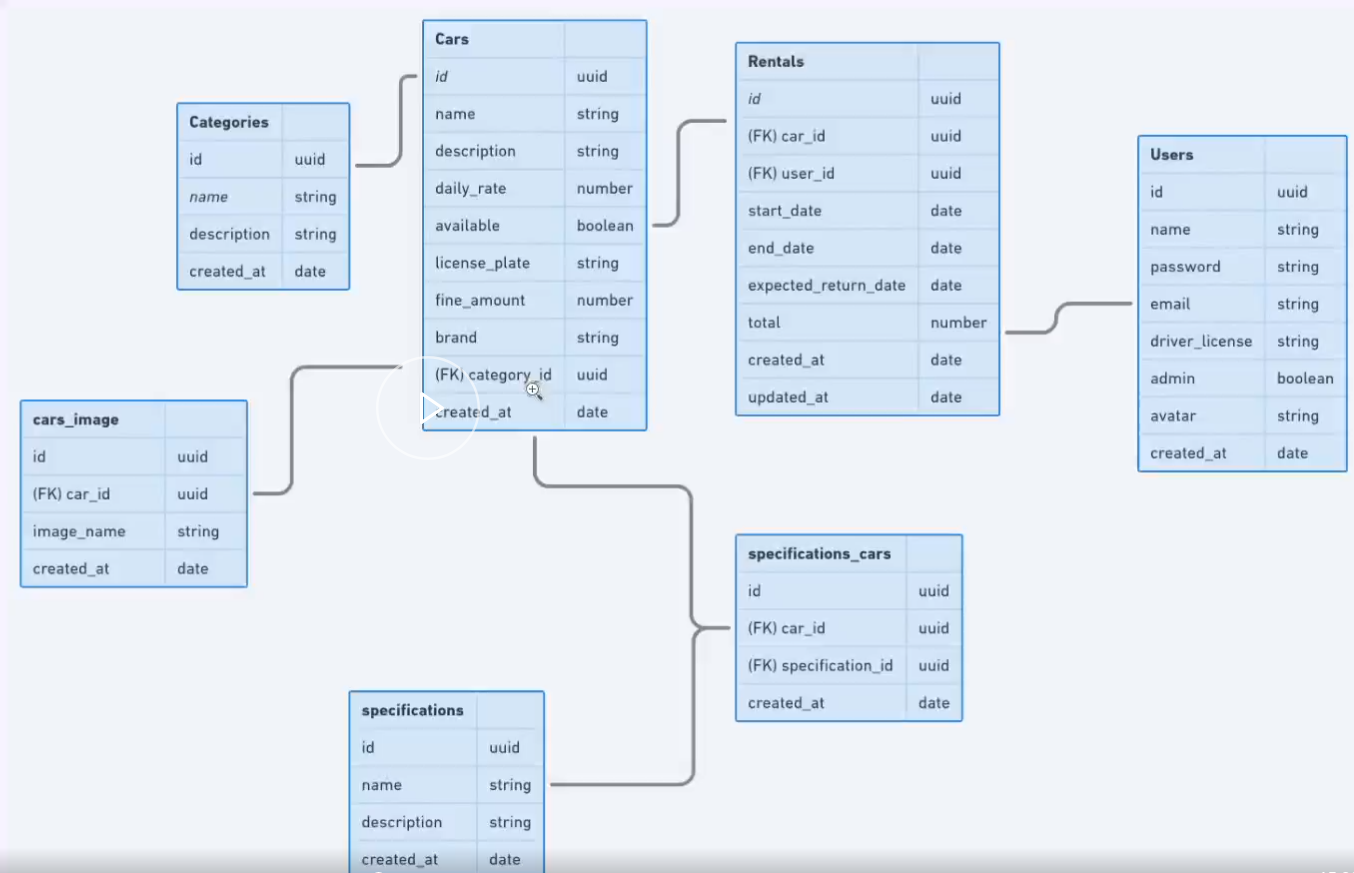 Cars
id uuid
name string
description string
daily_rate number
available boolean
license_plate string
fine_amount number
brand string
(FK) category_id uuid
created_at date
Rentals
id uuid
(FK) car_id uuid
(FK) user_id uuid
start_date date
end_date date
expected_return_date date
total number
created_at date
updated_at date
Categories
id uuid
name string
description string
created_at date
Users
id uuid
name string
password string
email string
driver_license string
admin boolean
avatar string
created_at date
cars_image
id uuid
(FK) car_id uuid
image_name string
created_at date
specifications_cars
id uuid
(FK) car_id uuid
(FK) specification_id uuid
created_at date
specifications
id uuid
name string
description string
created_at date